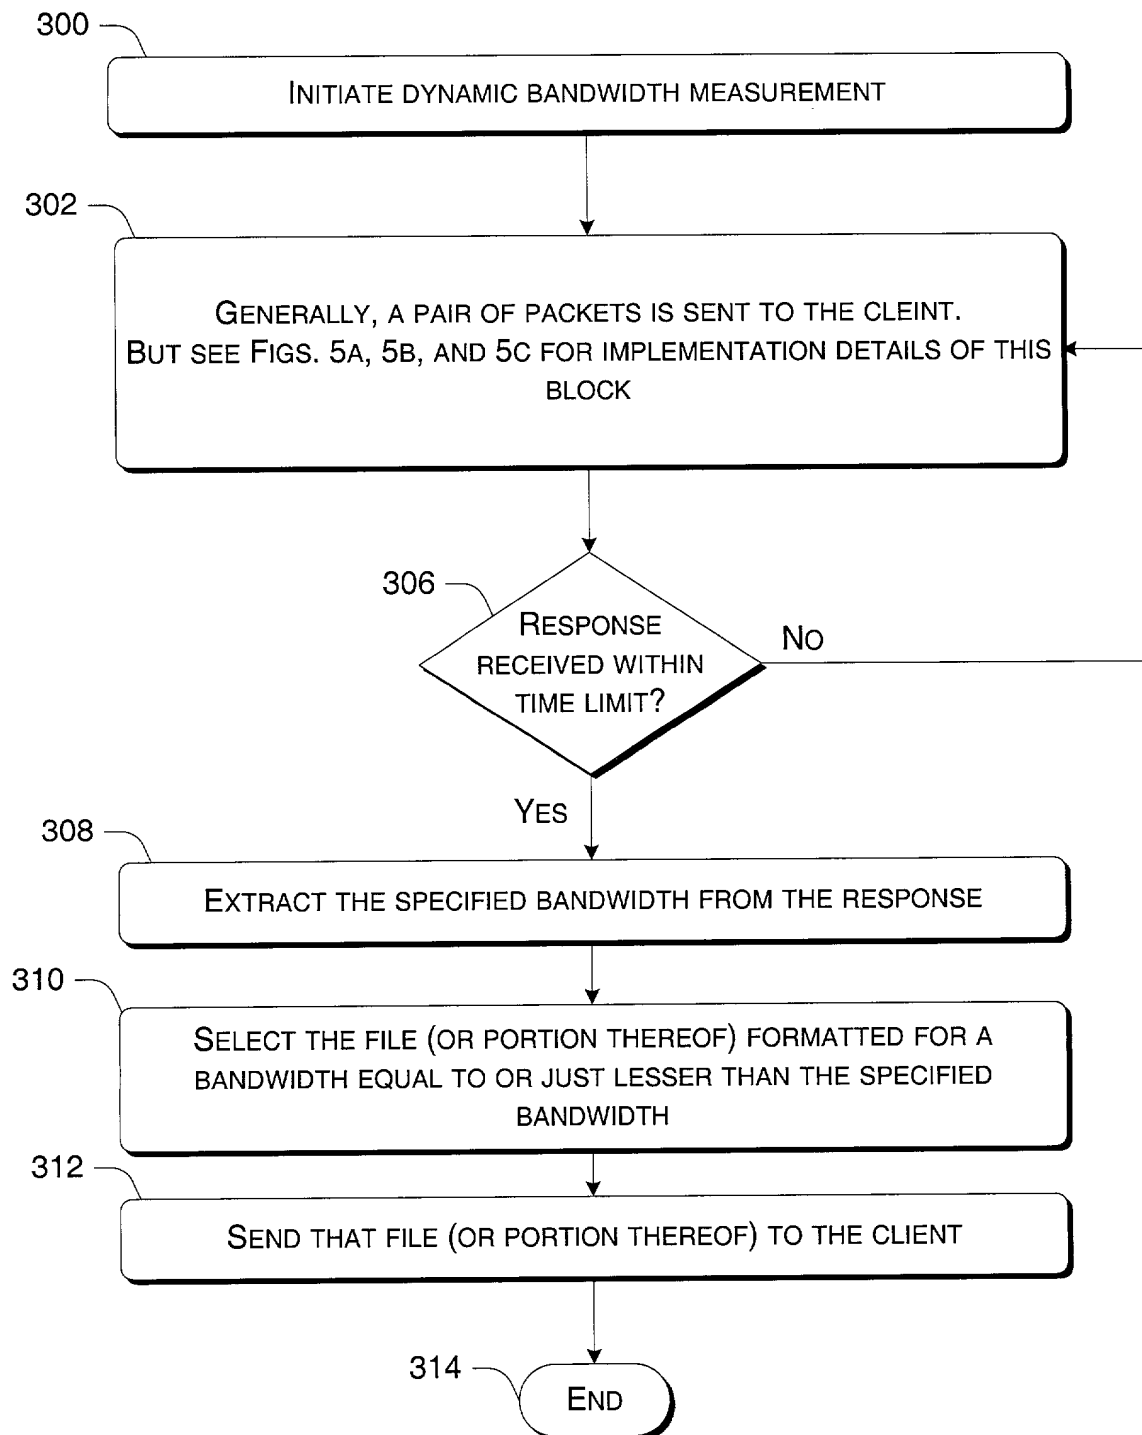 300
INITIATE DYNAMIC BANDWIDTH MEASUREMENT
302
GENERALLY, A PAIR OF PACKETS IS SENT TO THE CLEINT.
BUT SEE FIGS. 5A, 5B, AND 5C FOR IMPLEMENTATION DETAILS OF THIS
BLOCK
306
RESPONSE
RECEIVED WITHIN
TIME LIMIT?
NO
YES
308
EXTRACT THE SPECIFIED BANDWIDTH FROM THE RESPONSE
310
SELECT THE FILE (OR PORTION THEREOF) FORMATTED FOR A
BANDWIDTH EQUAL TO OR JUST LESSER THAN THE SPECIFIED
BANDWIDTH
312
SEND THAT FILE (OR PORTION THEREOF) TO THE CLIENT
314
END